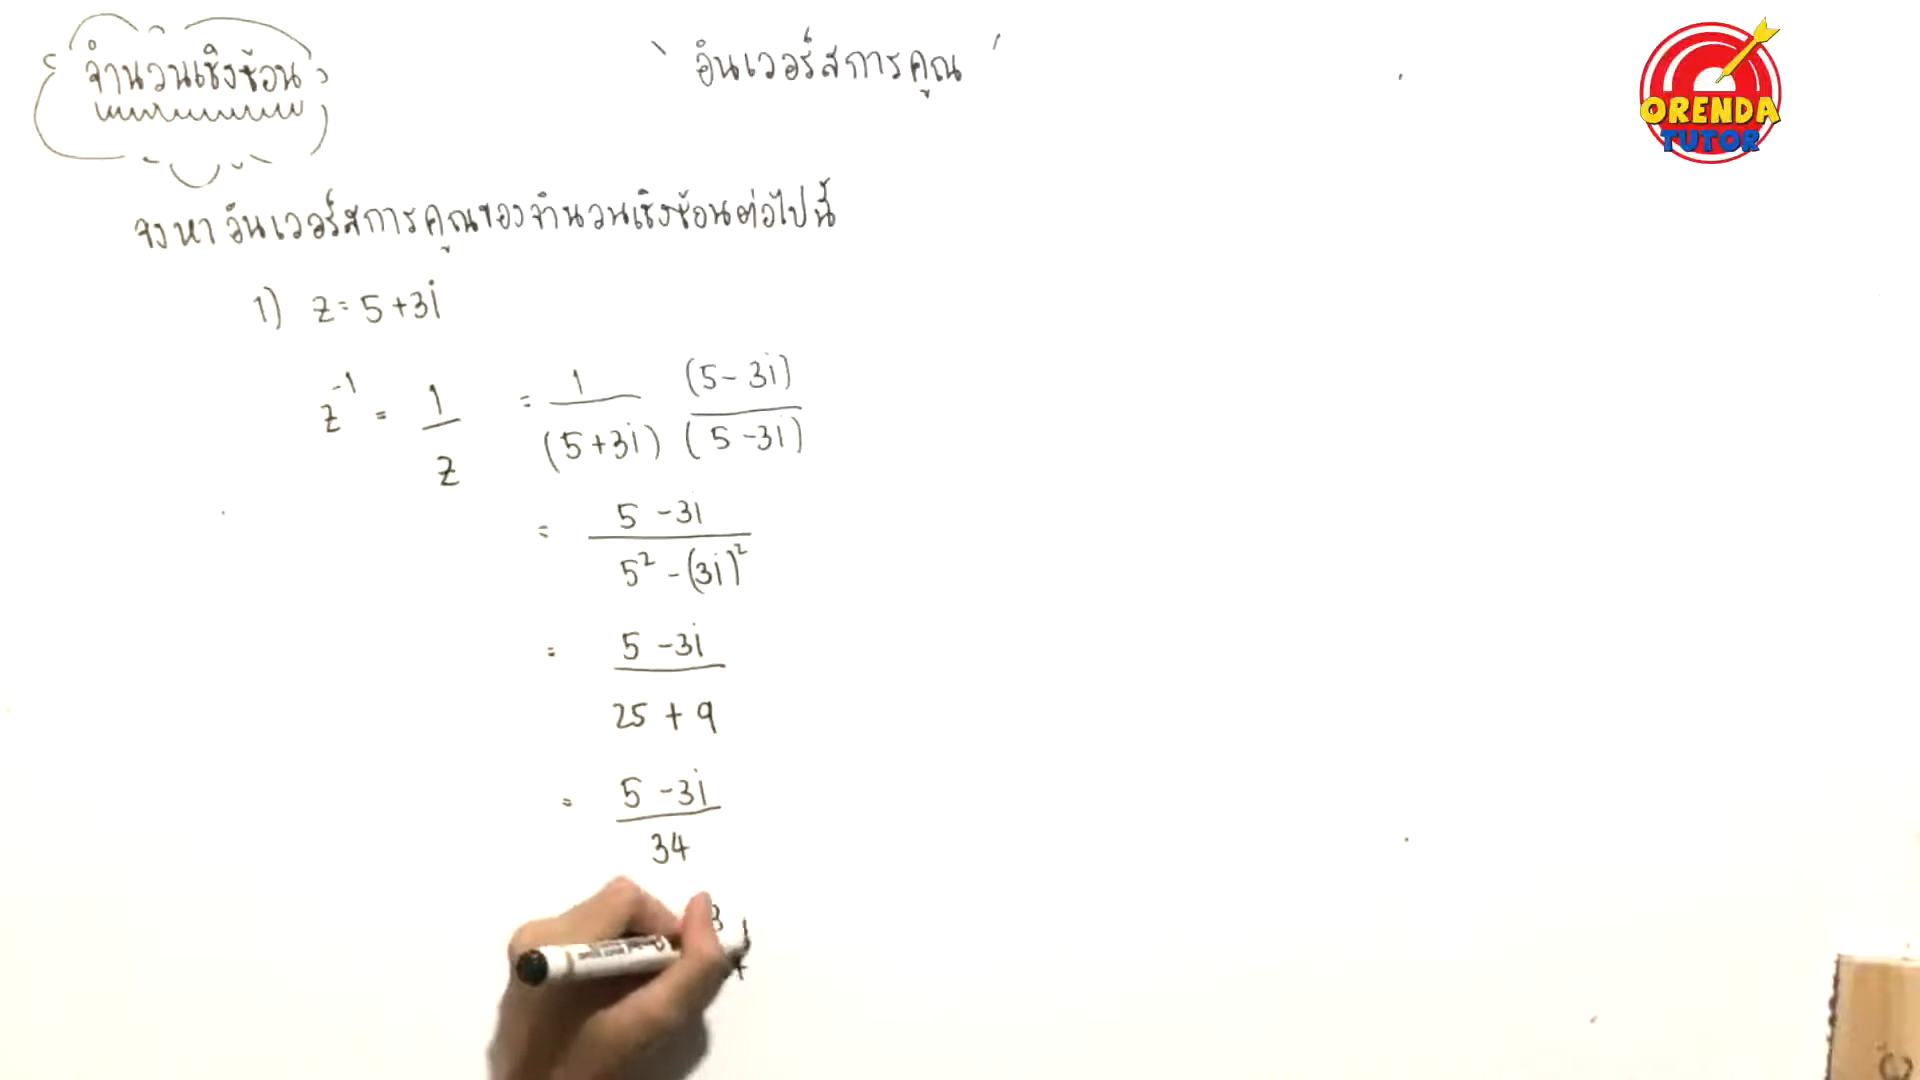 จำนวนเชิงซ้อน
` อินเวอร์สการคูณ '
ORENDA
TUTOR
จงหา อินเวอร์สการคูณของจำนวนเชิงซ้อนต่อไปนี้
1) z = 5 + 3i
z⁻¹ = 1/z = 1/(5+3i) (5 - 3i)/(5 - 3i)
= (5 - 3i)/(5² - (3i)²)
= (5 - 3i)/(25 + 9)
= (5 - 3i)/34
3